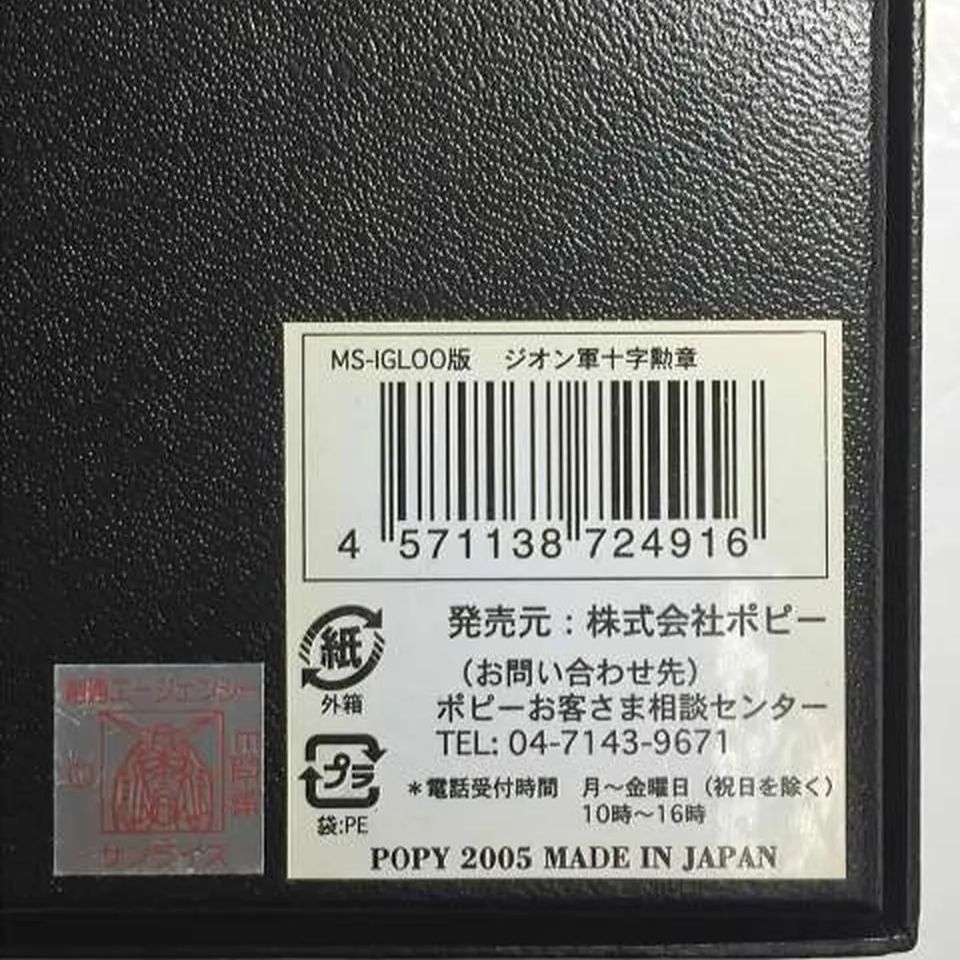 MS-IGLOO版 ジオン軍十字勲章
4 571138 724916
紙
外箱
発売元:株式会社ポピー
(お問い合わせ先)
ポピーお客さま相談センター
TEL: 04-7143-9671
プラ
袋:PE
*電話受付時間 月~金曜日(祝日を除く)
10時~16時
POPY 2005 MADE IN JAPAN
創通エージェンシー
サンライズ